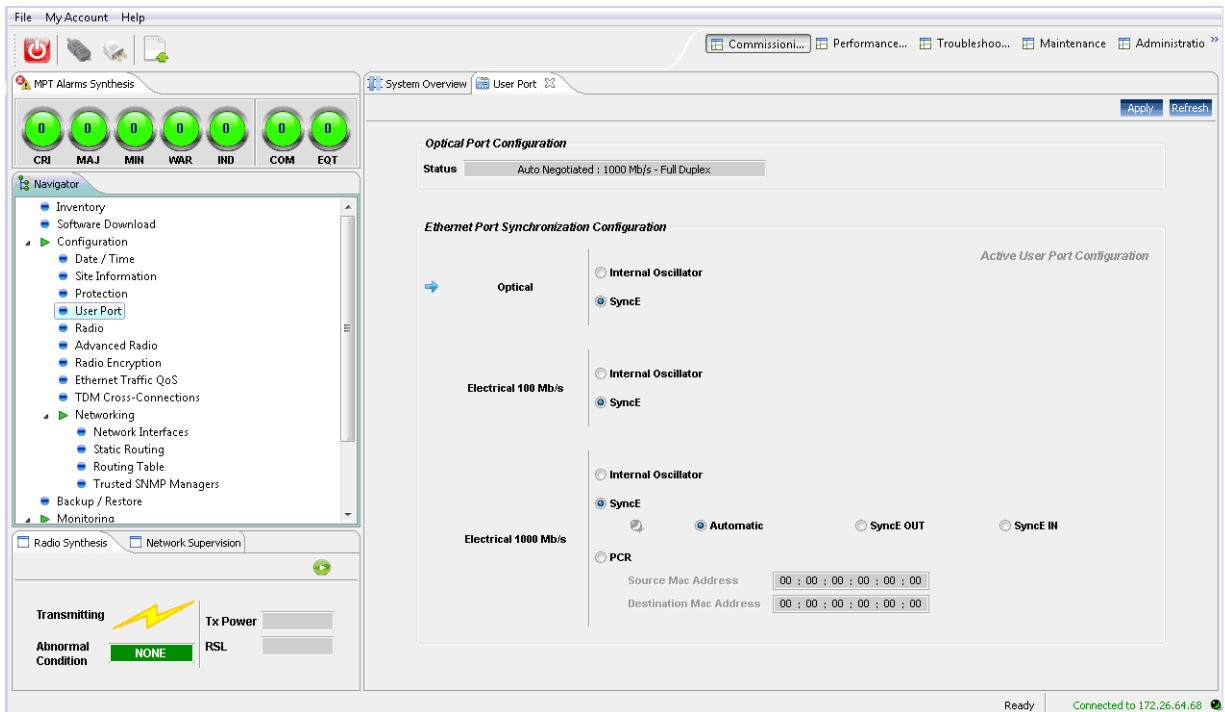 File My Account Help
Commissioni... Performance... Troubleshoo... Maintenance Administratio »
MPT Alarms Synthesis
0 0 0 0 0 0 0
CRI MAJ MIN WAR IND COM EQT
Navigator
Inventory
Software Download
Configuration
Date / Time
Site Information
Protection
User Port
Radio
Advanced Radio
Radio Encryption
Ethernet Traffic QoS
TDM Cross-Connections
Networking
Network Interfaces
Static Routing
Routing Table
Trusted SNMP Managers
Backup / Restore
Monitoring
Radio Synthesis Network Supervision
Transmitting
Tx Power
Abnormal Condition
NONE
RSL
System Overview User Port
Apply Refresh
Optical Port Configuration
Status Auto Negotiated : 1000 Mb/s - Full Duplex
Ethernet Port Synchronization Configuration
Active User Port Configuration
Optical
Internal Oscillator
SyncE
Electrical 100 Mb/s
Internal Oscillator
SyncE
Electrical 1000 Mb/s
Internal Oscillator
SyncE
Automatic SyncE OUT SyncE IN
PCR
Source Mac Address 00 : 00 : 00 : 00 : 00 : 00
Destination Mac Address 00 : 00 : 00 : 00 : 00 : 00
Ready Connected to 172.26.64.68